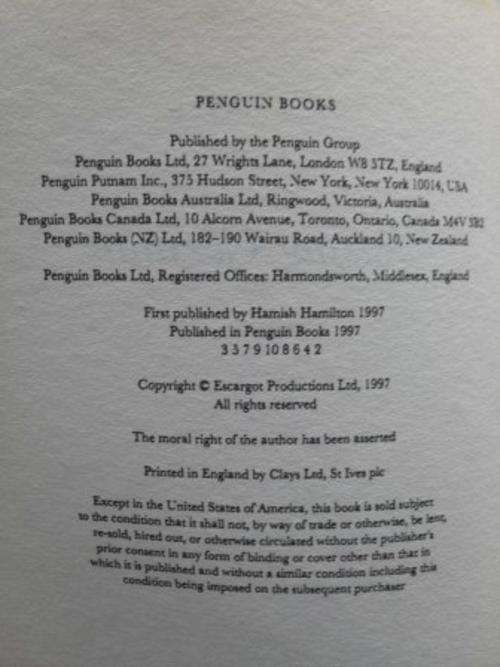 PENGUIN BOOKS
Published by the Penguin Group
Penguin Books Ltd, 27 Wrights Lane, London W8 5TZ, England
Penguin Putnam Inc., 375 Hudson Street, New York, New York 10014, USA
Penguin Books Australia Ltd, Ringwood, Victoria, Australia
Penguin Books Canada Ltd, 10 Alcorn Avenue, Toronto, Ontario, Canada M4V 3B2
Penguin Books (NZ) Ltd, 182–190 Wairau Road, Auckland 10, New Zealand
Penguin Books Ltd, Registered Offices: Harmondsworth, Middlesex, England
First published by Hamish Hamilton 1997
Published in Penguin Books 1997
3 5 7 9 10 8 6 4 2
Copyright © Escargot Productions Ltd, 1997
All rights reserved
The moral right of the author has been asserted
Printed in England by Clays Ltd, St Ives plc
Except in the United States of America, this book is sold subject
to the condition that it shall not, by way of trade or otherwise, be lent,
re-sold, hired out, or otherwise circulated without the publisher's
prior consent in any form of binding or cover other than that in
which it is published and without a similar condition including this
condition being imposed on the subsequent purchaser